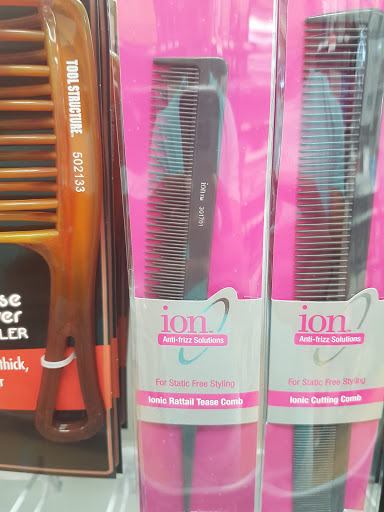 TOOL STRUCTURE.
502133
se
er
LER
thick,
r
ion
Anti-frizz Solutions
For Static Free Styling
Ionic Rattail Tease Comb
ion
Anti-frizz Solutions
For Static Free Styling
Ionic Cutting Comb